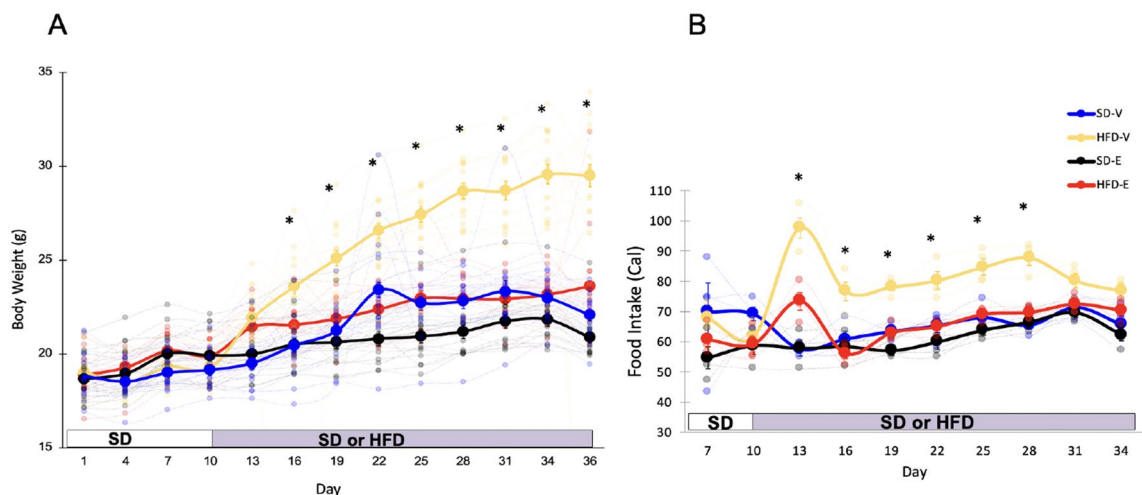 A
Body Weight (g)
35
30
25
20
15
* * * * * * * *
SD
SD or HFD
1 4 7 10 13 16 19 22 25 28 31 34 36
Day
B
SD-V
HFD-V
SD-E
HFD-E
Food Intake (Cal)
110
100
90
80
70
60
50
40
30
* * * * * *
SD
SD or HFD
7 10 13 16 19 22 25 28 31 34
Day